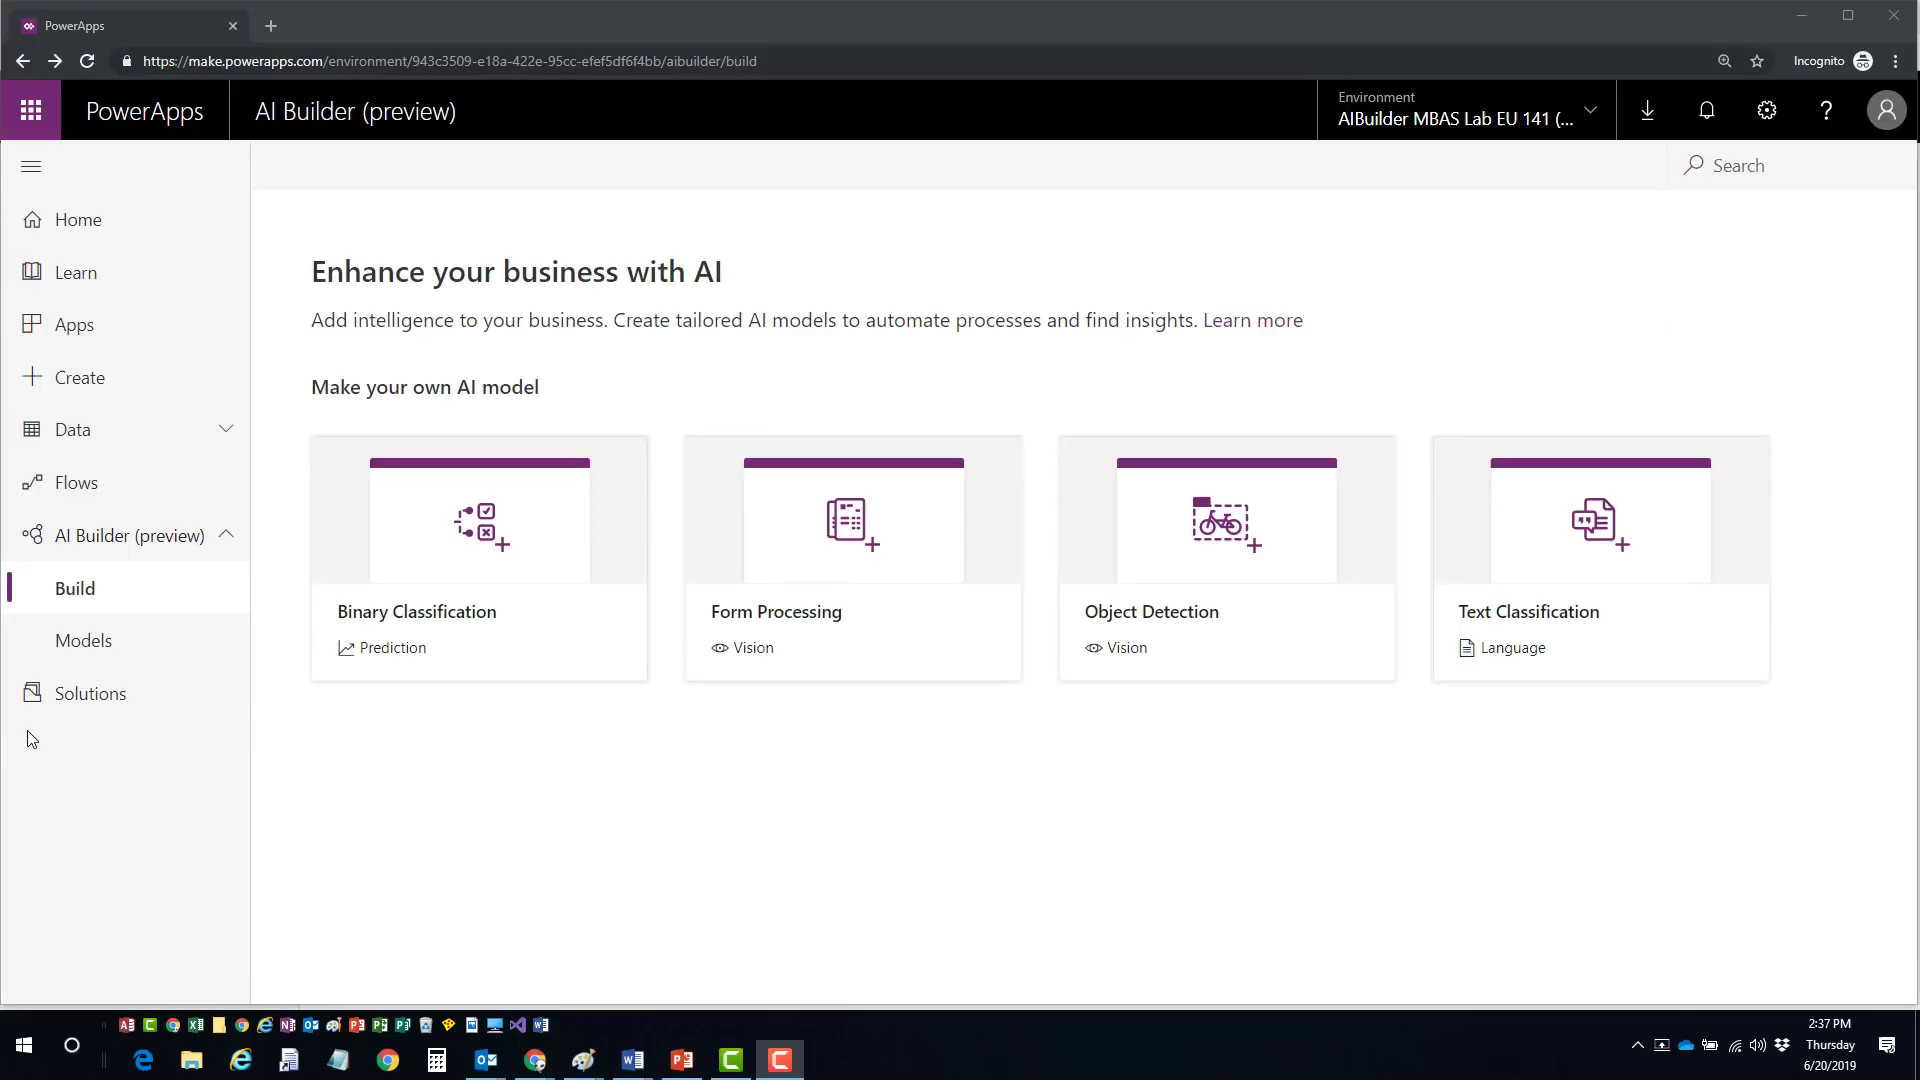 PowerApps
https://make.powerapps.com/environment/943c3509-e18a-422e-95cc-efef5df6f4bb/aibuilder/build
Incognito
PowerApps
AI Builder (preview)
Environment
AIBuilder MBAS Lab EU 141 (...
Search
Home
Learn
Apps
Create
Data
Flows
AI Builder (preview)
Build
Models
Solutions
Enhance your business with AI
Add intelligence to your business. Create tailored AI models to automate processes and find insights. Learn more
Make your own AI model
Binary Classification
Prediction
Form Processing
Vision
Object Detection
Vision
Text Classification
Language
2:37 PM
Thursday
6/20/2019